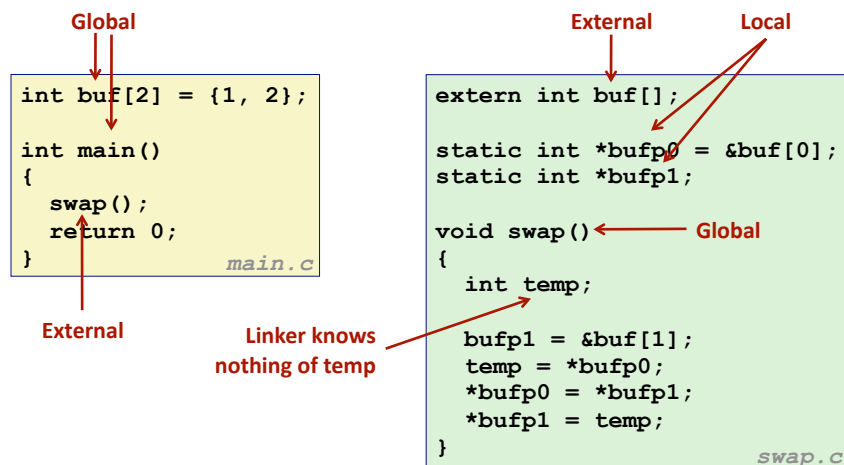 Global
int buf[2] = {1, 2};
int main()
{
swap();
return 0;
}
main.c
External
External
Local
extern int buf[];
static int *bufp0 = &buf[0];
static int *bufp1;
void swap()
Global
{
int temp;
Linker knows
nothing of temp
bufp1 = &buf[1];
temp = *bufp0;
*bufp0 = *bufp1;
*bufp1 = temp;
}
swap.c